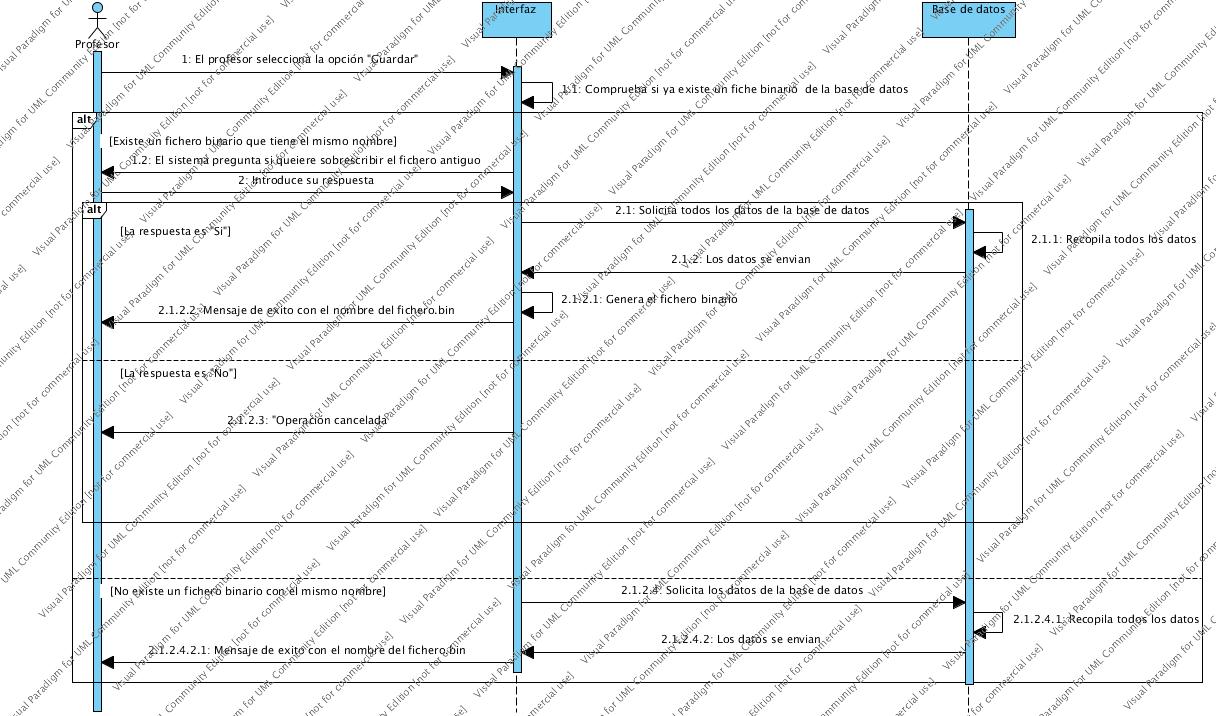 Interfaz
Base de datos
Profesor
1: El profesor selecciona la opción "Guardar"
1.1: Comprueba si ya existe un fiche binario de la base de datos
alt
[Existe un fichero binario que tiene el mismo nombre]
1.2: El sistema pregunta si queiere sobrescribir el fichero antiguo
2: Introduce su respuesta
alt
2.1: Solicita todos los datos de la base de datos
[La respuesta es "Si"]
2.1.1: Recopila todos los datos
2.1.2: Los datos se envian
2.1.2.1: Genera el fichero binario
2.1.2.2: Mensaje de exito con el nombre del fichero.bin
[La respuesta es "No"]
2.1.2.3: "Operación cancelada"
[No existe un fichero binario con el mismo nombre]
2.1.2.4: Solicita todos los datos de la base de datos
2.1.2.4.1: Recopila todos los datos
2.1.2.4.2: Los datos se envian
2.1.2.4.2.1: Mensaje de exito con el nombre del fichero.bin
Visual Paradigm for UML Community Edition [not for commercial use]